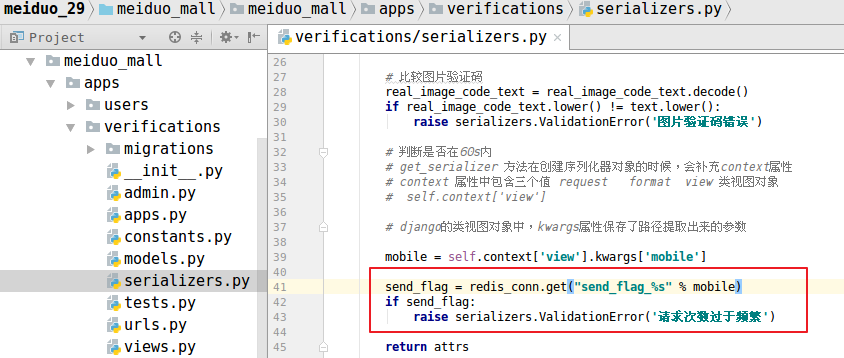 meiduo_29 meiduo_mall meiduo_mall apps verifications serializers.py
Project
verifications/serializers.py
meiduo_mall
apps
users
verifications
migrations
__init__.py
admin.py
apps.py
constants.py
models.py
serializers.py
tests.py
urls.py
views.py
26
27 # 比较图片验证码
28 real_image_code_text = real_image_code_text.decode()
29 if real_image_code_text.lower() != text.lower():
30 raise serializers.ValidationError('图片验证码错误')
31
32 # 判断是否在60s内
33 # get_serializer 方法在创建序列化器对象的时候，会补充context属性
34 # context 属性中包含三个值 request format view 类视图对象
35 # self.context['view']
36
37 # django的类视图对象中，kwargs属性保存了路径提取出来的参数
38
39 mobile = self.context['view'].kwargs['mobile']
40
41 send_flag = redis_conn.get("send_flag_%s" % mobile)
42 if send_flag:
43 raise serializers.ValidationError('请求次数过于频繁')
44
45 return attrs